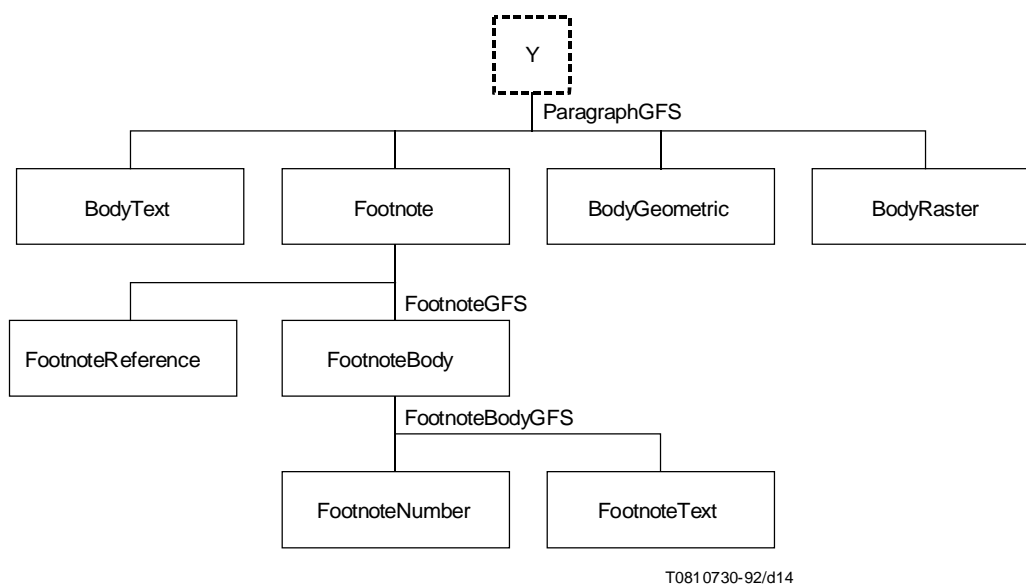 Y
ParagraphGFS
BodyText Footnote BodyGeometric BodyRaster
FootnoteGFS
FootnoteReference FootnoteBody
FootnoteBodyGFS
FootnoteNumber FootnoteText
T0810730-92/d14